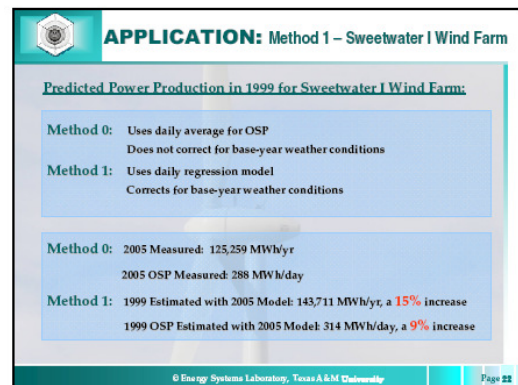 APPLICATION: Method 1 – Sweetwater I Wind Farm
Predicted Power Production in 1999 for Sweetwater I Wind Farm:
Method 0: Uses daily average for OSP
Does not correct for base-year weather conditions
Method 1: Uses daily regression model
Corrects for base-year weather conditions
Method 0: 2005 Measured: 125,259 MWh/yr
2005 OSP Measured: 288 MWh/day
Method 1: 1999 Estimated with 2005 Model: 143,711 MWh/yr, a 15% increase
1999 OSP Estimated with 2005 Model: 314 MWh/day, a 9% increase
© Energy Systems Laboratory, Texas A&M University
Page 22